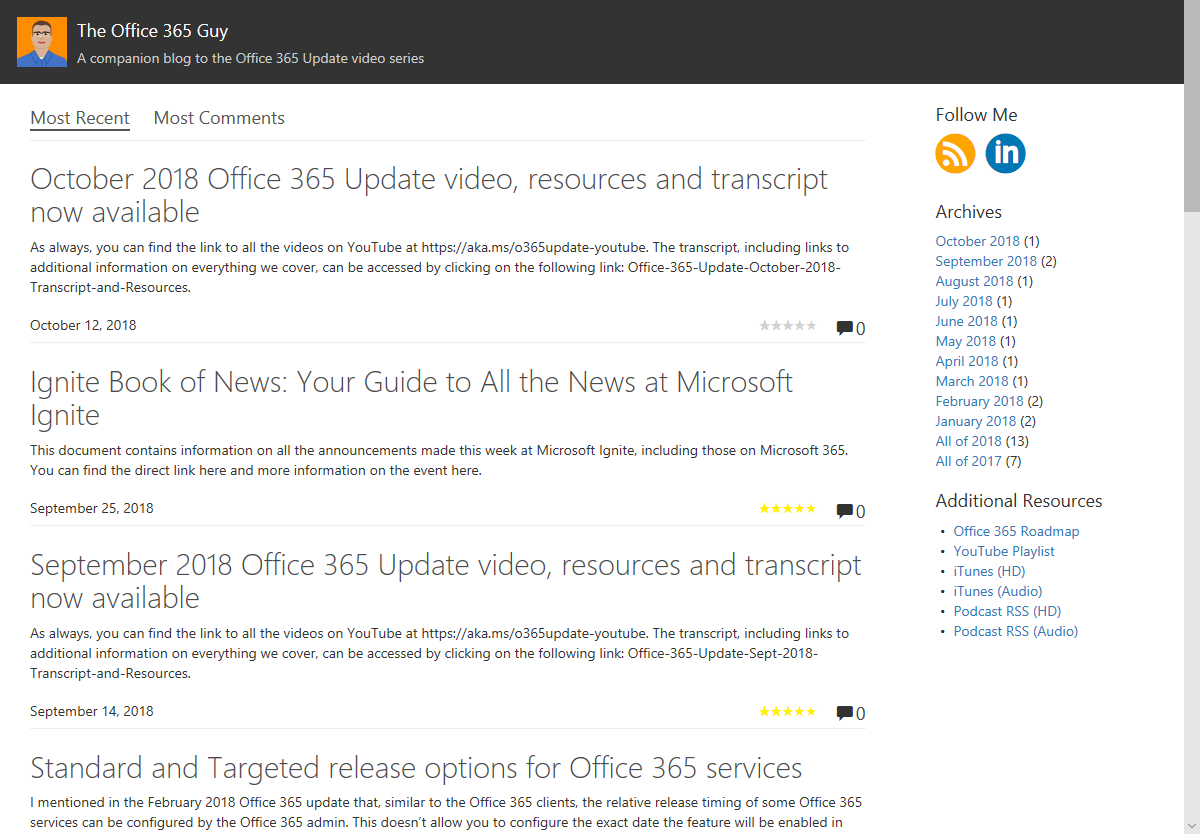 The Office 365 Guy
A companion blog to the Office 365 Update video series
Most Recent Most Comments
October 2018 Office 365 Update video, resources and transcript
now available
As always, you can find the link to all the videos on YouTube at https://aka.ms/o365update-youtube. The transcript, including links to
additional information on everything we cover, can be accessed by clicking on the following link: Office-365-Update-October-2018-
Transcript-and-Resources.
October 12, 2018 0
Ignite Book of News: Your Guide to All the News at Microsoft
Ignite
This document contains information on all the announcements made this week at Microsoft Ignite, including those on Microsoft 365.
You can find the direct link here and more information on the event here.
September 25, 2018 0
September 2018 Office 365 Update video, resources and transcript
now available
As always, you can find the link to all the videos on YouTube at https://aka.ms/o365update-youtube. The transcript, including links to
additional information on everything we cover, can be accessed by clicking on the following link: Office-365-Update-Sept-2018-
Transcript-and-Resources.
September 14, 2018 0
Standard and Targeted release options for Office 365 services
I mentioned in the February 2018 Office 365 update that, similar to the Office 365 clients, the relative release timing of some Office 365
services can be configured by the Office 365 admin. This doesn’t allow you to configure the exact date the feature will be enabled in
Follow Me
in
Archives
October 2018 (1)
September 2018 (2)
August 2018 (1)
July 2018 (1)
June 2018 (1)
May 2018 (1)
April 2018 (1)
March 2018 (1)
February 2018 (2)
January 2018 (2)
All of 2018 (13)
All of 2017 (7)
Additional Resources
• Office 365 Roadmap
• YouTube Playlist
• iTunes (HD)
• iTunes (Audio)
• Podcast RSS (HD)
• Podcast RSS (Audio)